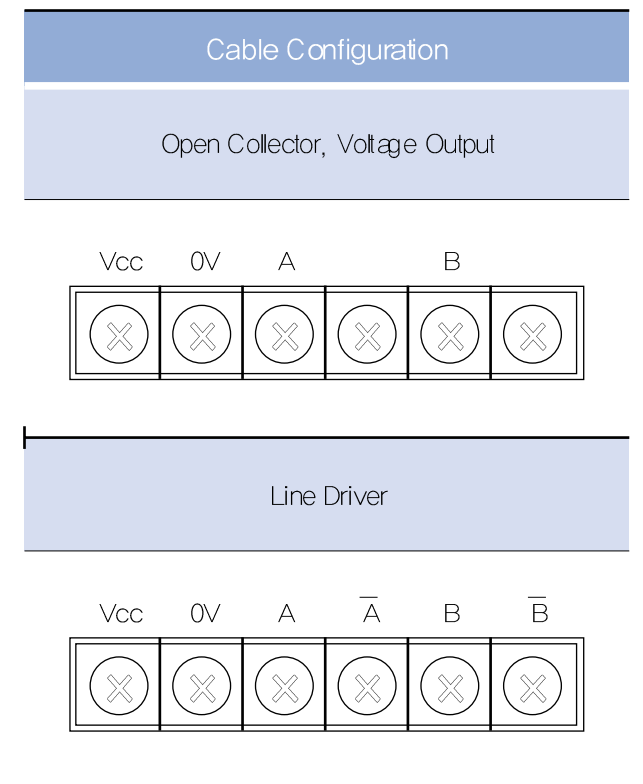 Cable Configuration
Open Collector, Voltage Output
Vcc 0V A B
Line Driver
Vcc 0V A A̅ B B̅